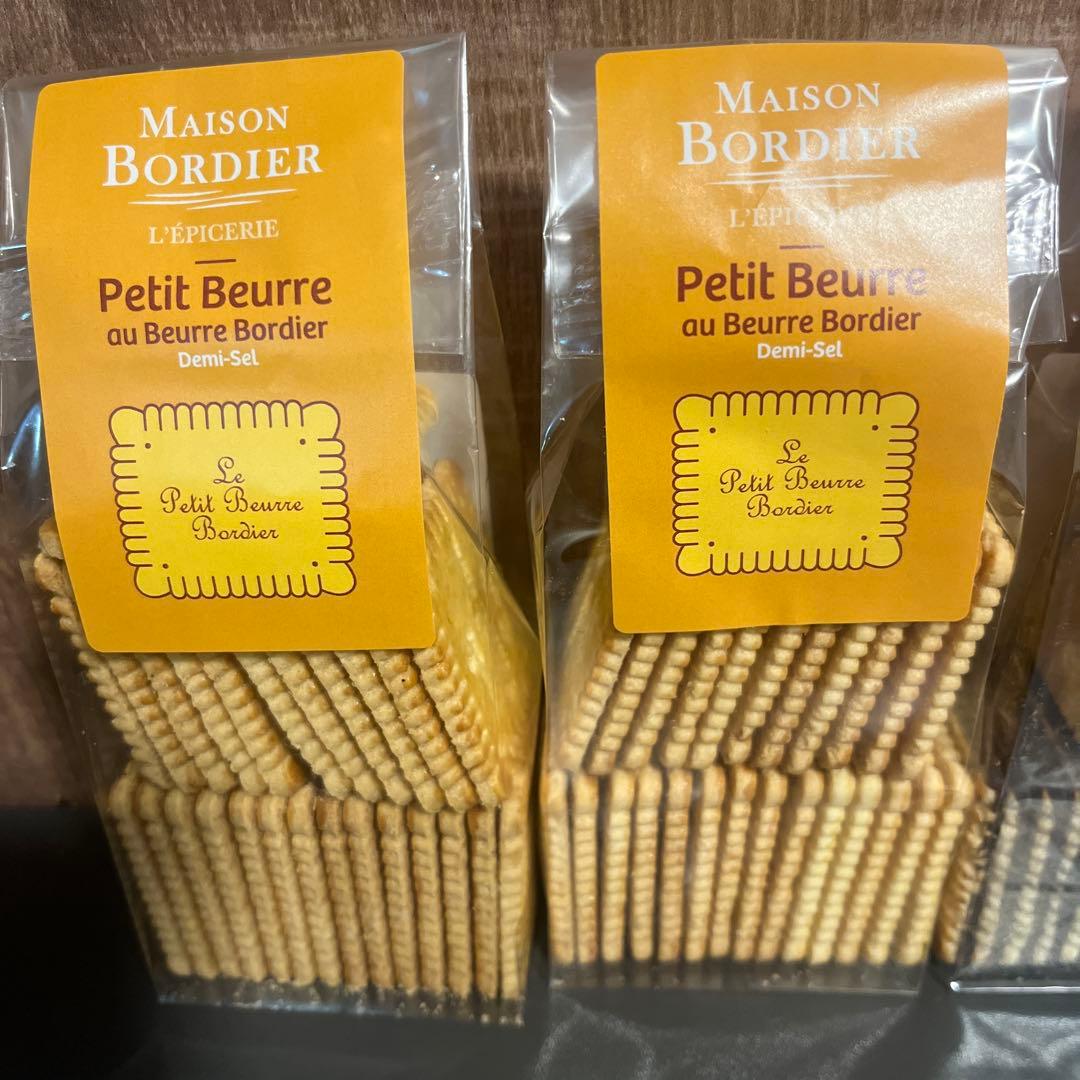 MAISON
BORDIER
L'ÉPICERIE
Petit Beurre
au Beurre Bordier
Demi-Sel
Le
Petit Beurre
Bordier
MAISON
BORDIER
L'ÉPICERIE
Petit Beurre
au Beurre Bordier
Demi-Sel
Le
Petit Beurre
Bordier